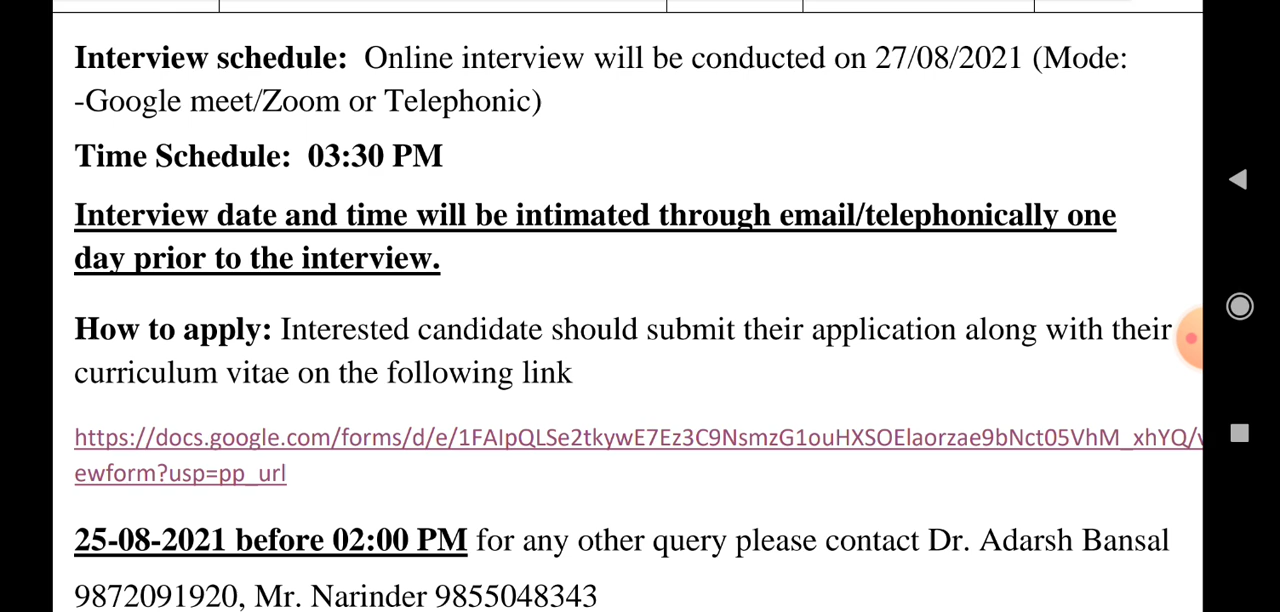 Interview schedule: Online interview will be conducted on 27/08/2021 (Mode:
-Google meet/Zoom or Telephonic)
Time Schedule: 03:30 PM
Interview date and time will be intimated through email/telephonically one
day prior to the interview.
How to apply: Interested candidate should submit their application along with their
curriculum vitae on the following link
https://docs.google.com/forms/d/e/1FAIpQLSe2tkywE7Ez3C9NsmzG1ouHXSOElaorzae9bNct05VhM_xhYQ/v
ewform?usp=pp_url
25-08-2021 before 02:00 PM for any other query please contact Dr. Adarsh Bansal
9872091920, Mr. Narinder 9855048343